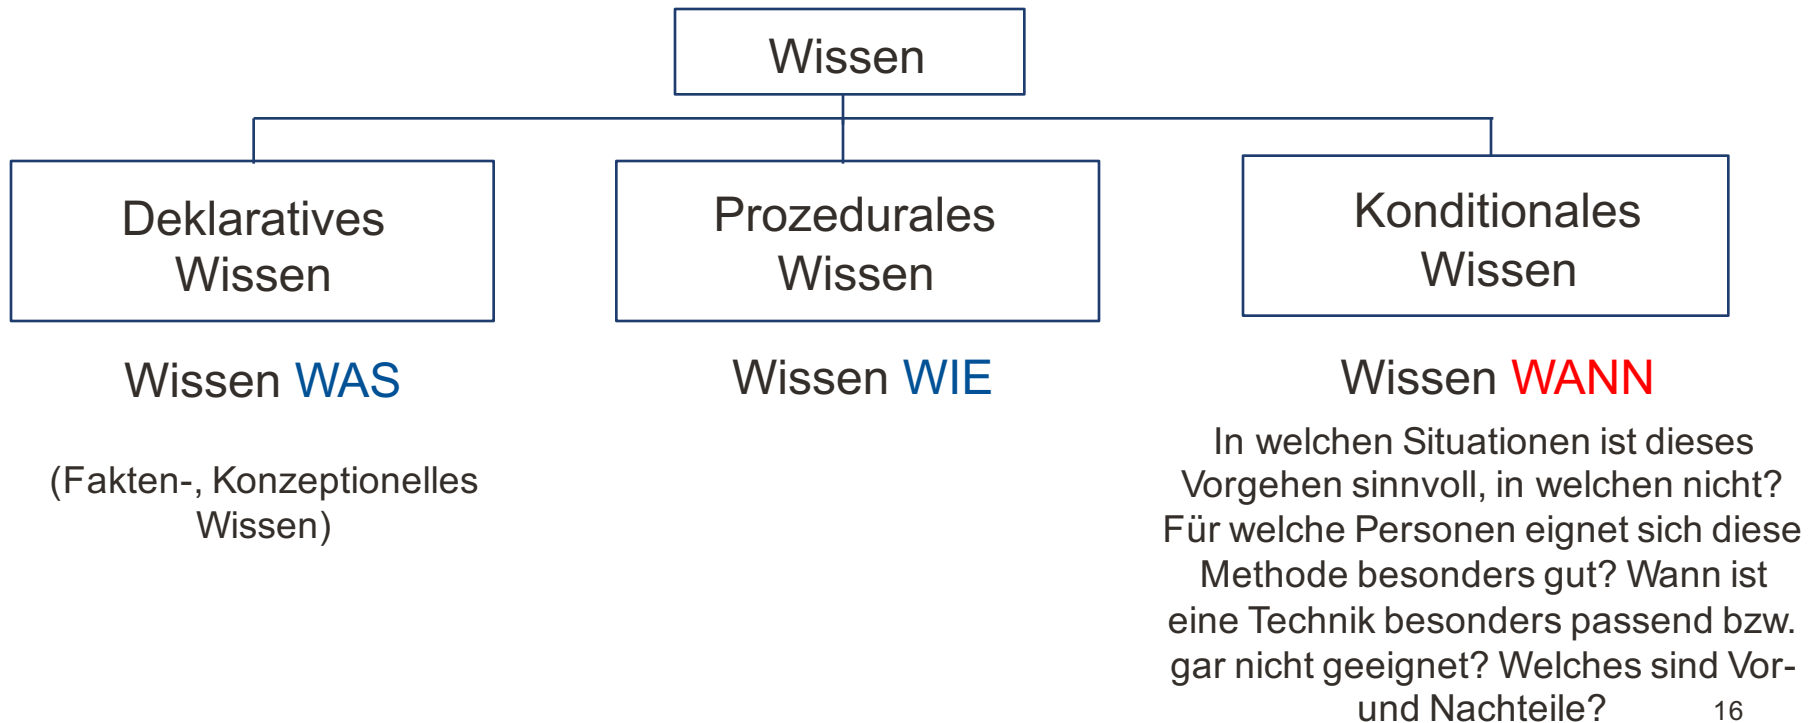 Wissen
Deklaratives
Wissen
Wissen WAS
(Fakten-, Konzeptionelles
Wissen)
Prozedurales
Wissen
Wissen WIE
Konditionales
Wissen
Wissen WANN
In welchen Situationen ist dieses
Vorgehen sinnvoll, in welchen nicht?
Für welche Personen eignet sich diese
Methode besonders gut? Wann ist
eine Technik besonders passend bzw.
gar nicht geeignet? Welches sind Vor-
und Nachteile?
16